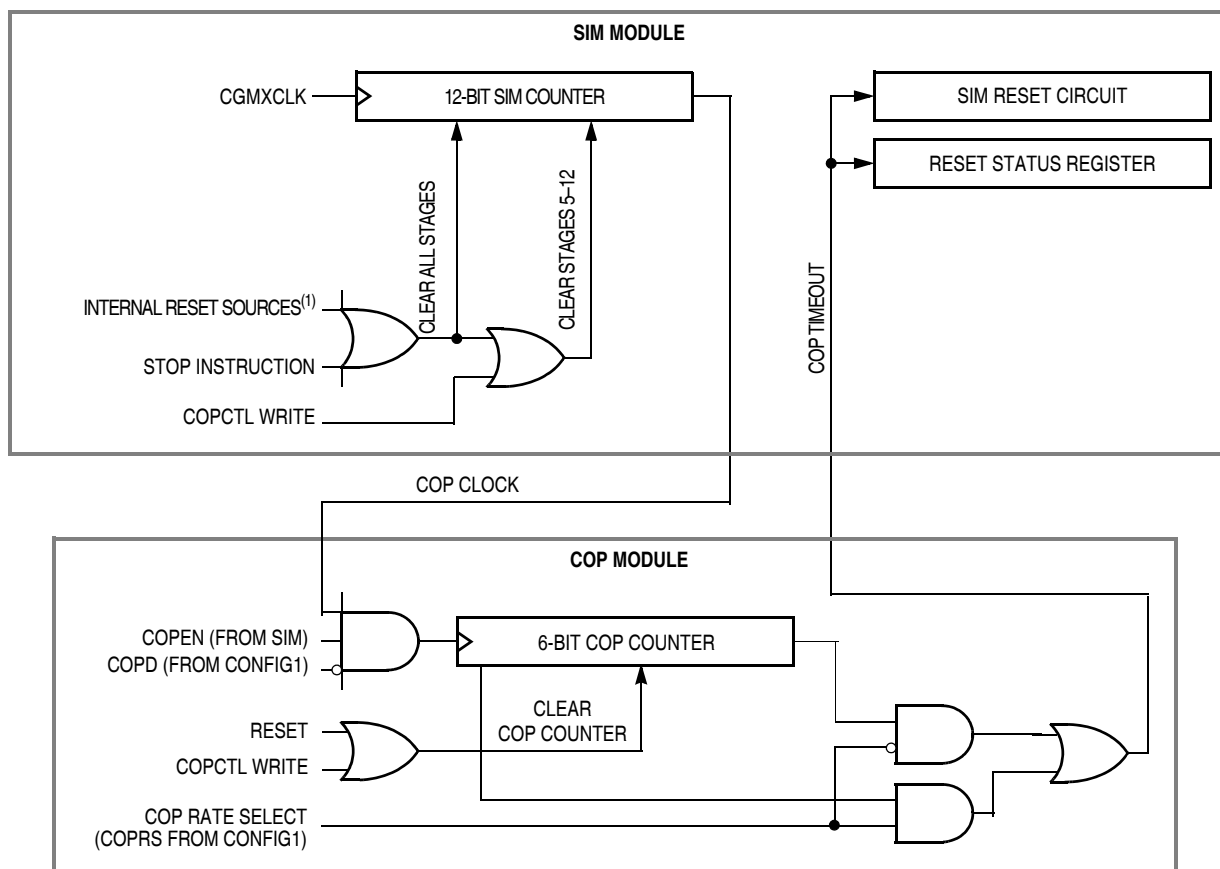 SIM MODULE
CGMXCLK
12-BIT SIM COUNTER
SIM RESET CIRCUIT
RESET STATUS REGISTER
CLEAR ALL STAGES
CLEAR STAGES 5–12
INTERNAL RESET SOURCES(1)
STOP INSTRUCTION
COPCTL WRITE
COP TIMEOUT
COP CLOCK
COP MODULE
COPEN (FROM SIM)
COPD (FROM CONFIG1)
6-BIT COP COUNTER
RESET
COPCTL WRITE
CLEAR
COP COUNTER
COP RATE SELECT
(COPRS FROM CONFIG1)